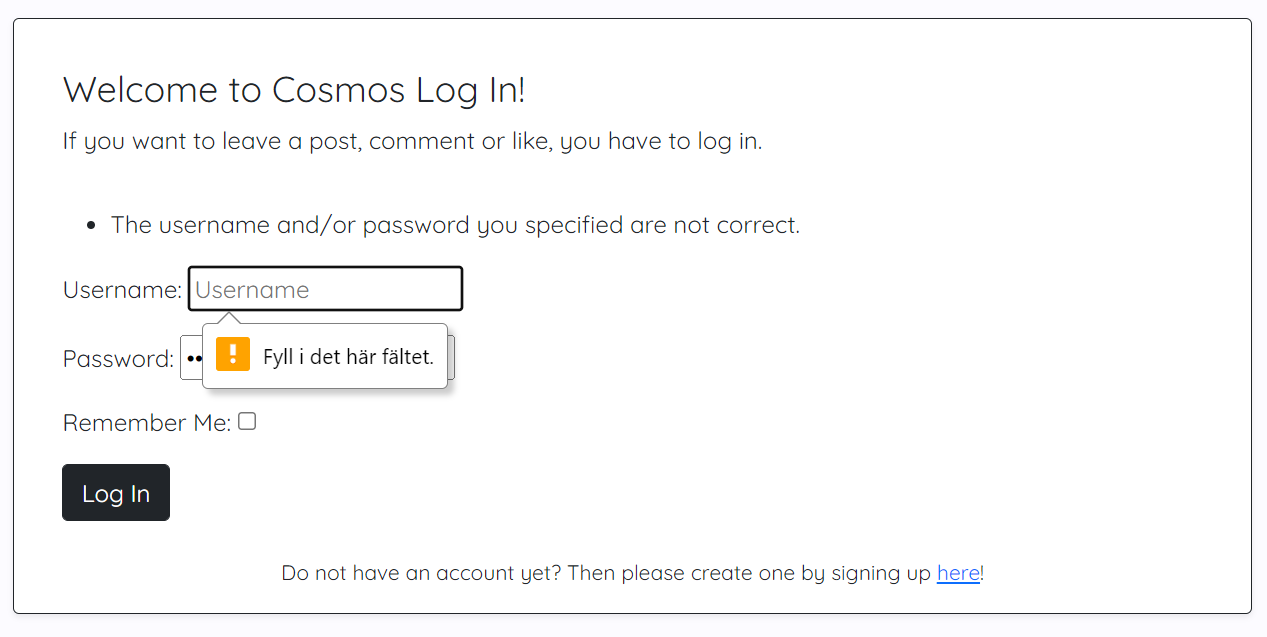 Welcome to Cosmos Log In!
If you want to leave a post, comment or like, you have to log in.
The username and/or password you specified are not correct.
Username: Username
Password: ••
Fyll i det här fältet.
Remember Me:
Log In
Do not have an account yet? Then please create one by signing up here!